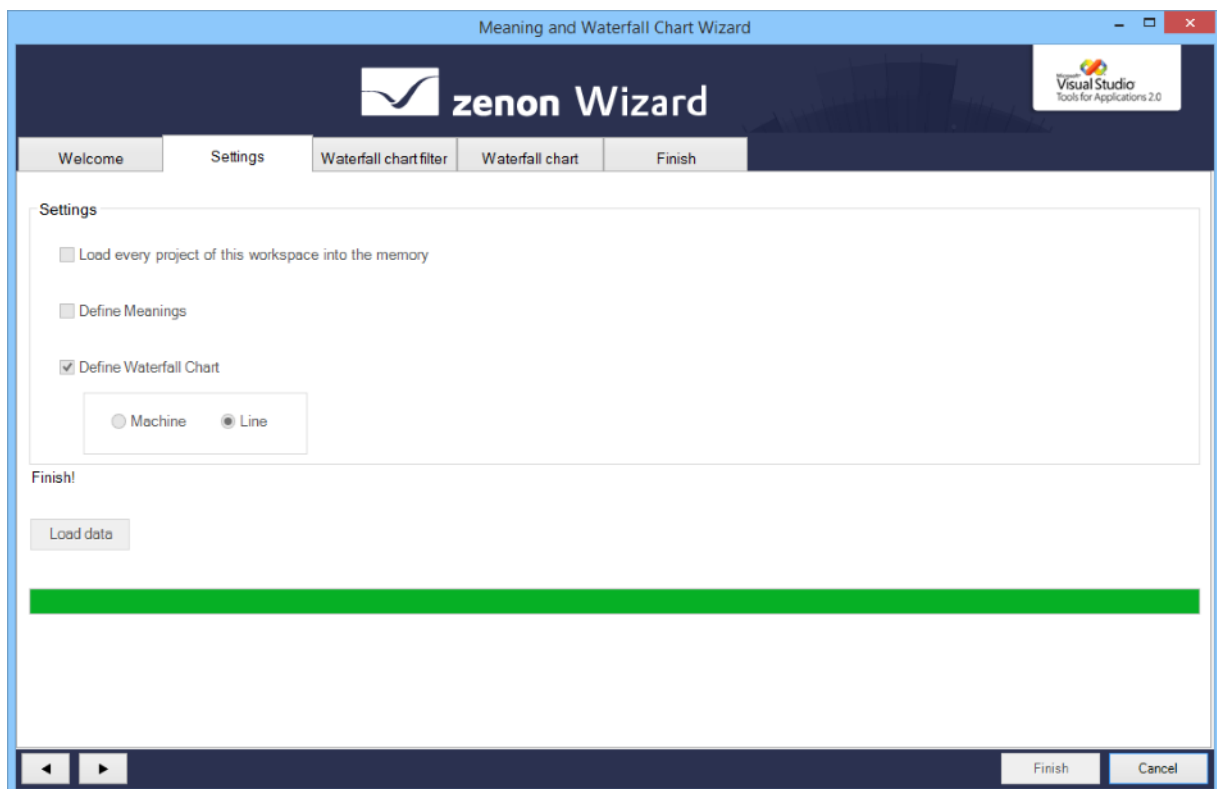 Meaning and Waterfall Chart Wizard
zenon Wizard
Microsoft
Visual Studio
Tools for Applications 2.0
Welcome Settings Waterfall chart filter Waterfall chart Finish
Settings
Load every project of this workspace into the memory
Define Meanings
Define Waterfall Chart
Machine Line
Finish!
Load data
Finish Cancel